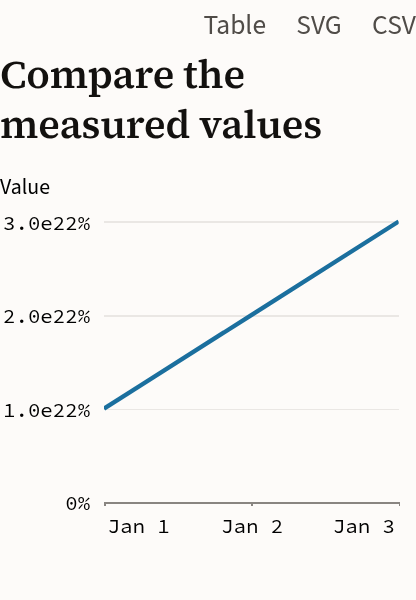 Table SVG CSV
Compare the
measured values
Value
3.0e22%
2.0e22%
1.0e22%
0%
Jan 1 Jan 2 Jan 3